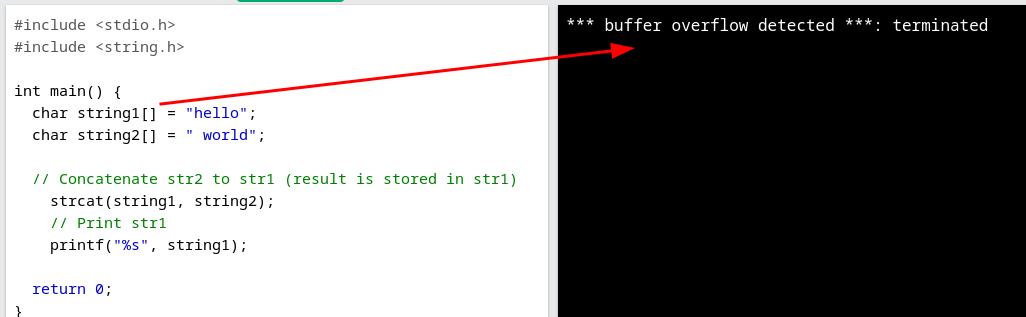 #include <stdio.h>
#include <string.h>
int main() {
char string1[] = "hello";
char string2[] = " world";
// Concatenate str2 to str1 (result is stored in str1)
strcat(string1, string2);
// Print str1
printf("%s", string1);
return 0;
}
*** buffer overflow detected ***: terminated